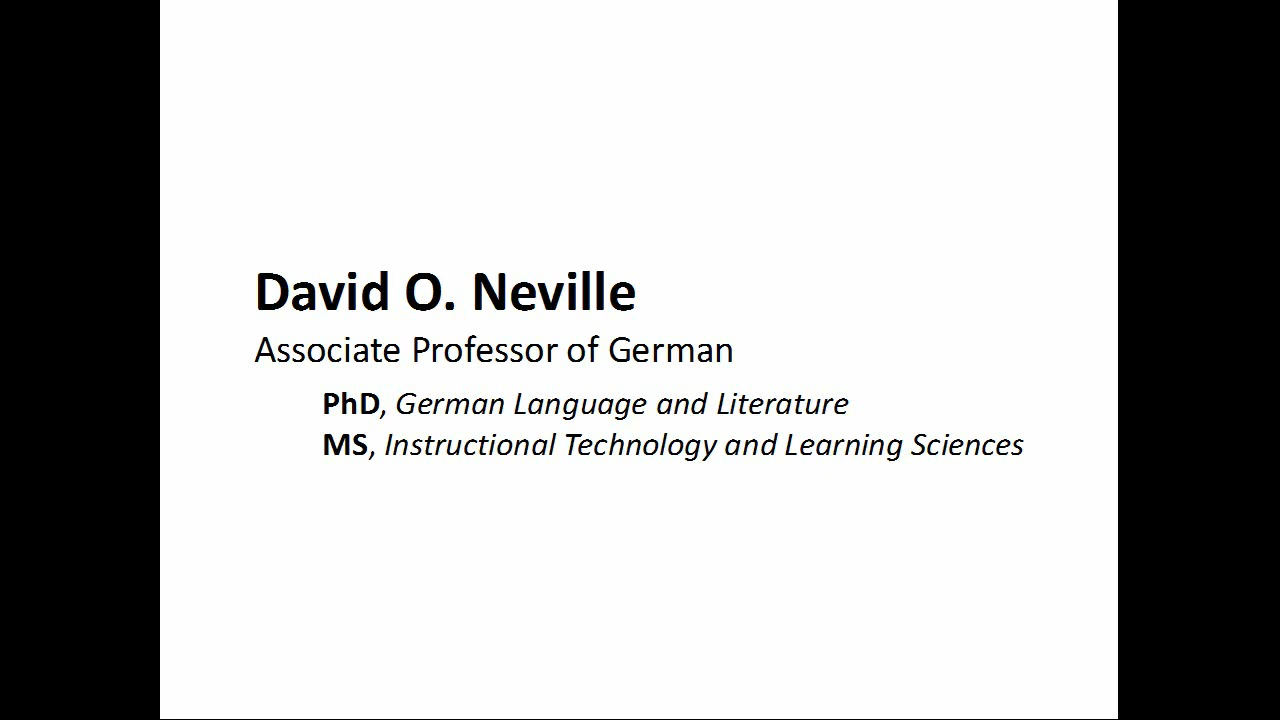 David O. Neville
Associate Professor of German
PhD, German Language and Literature
MS, Instructional Technology and Learning Sciences